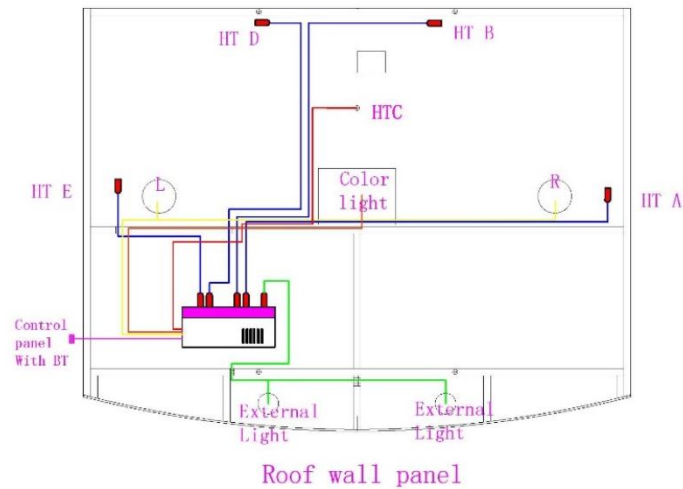 HT D
HT B
HTC
HT E
L
Color
light
R
HT A
Control
panel
With BT
External
Light
External
Light
Roof wall panel